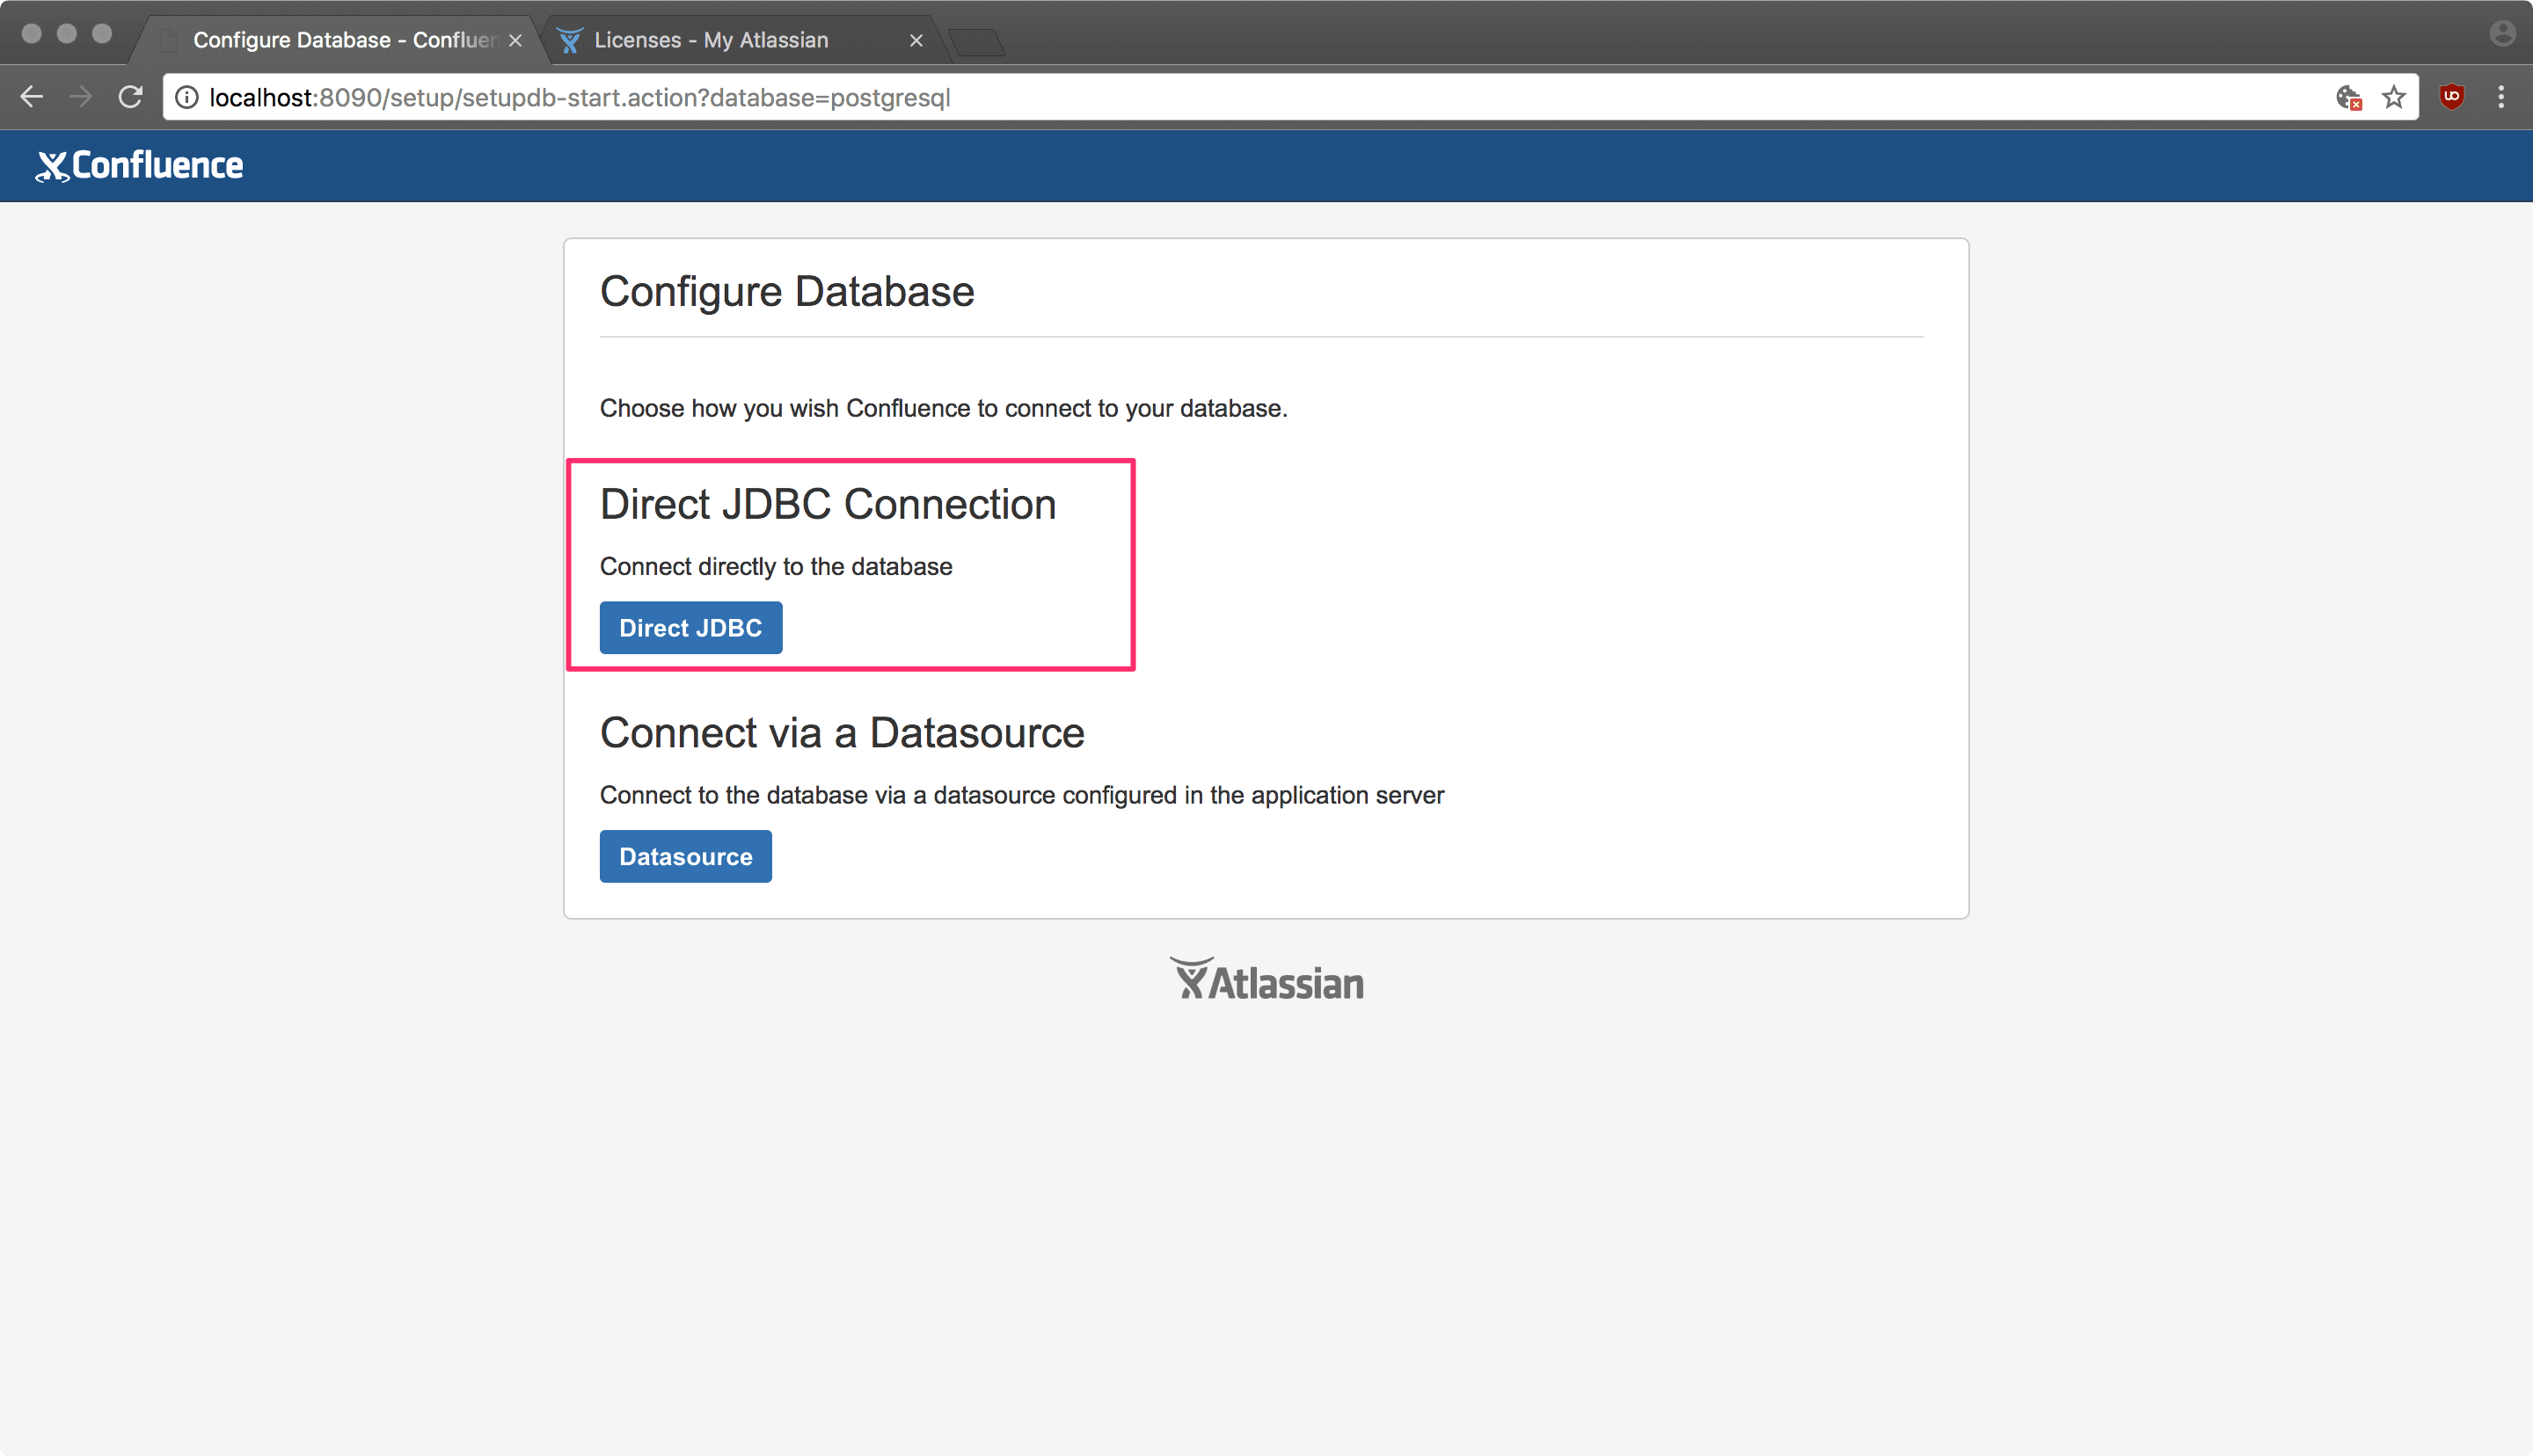 Configure Database - Confluen
Licenses - My Atlassian
localhost:8090/setup/setupdb-start.action?database=postgresql
Confluence
Configure Database
Choose how you wish Confluence to connect to your database.
Direct JDBC Connection
Connect directly to the database
Direct JDBC
Connect via a Datasource
Connect to the database via a datasource configured in the application server
Datasource
Atlassian